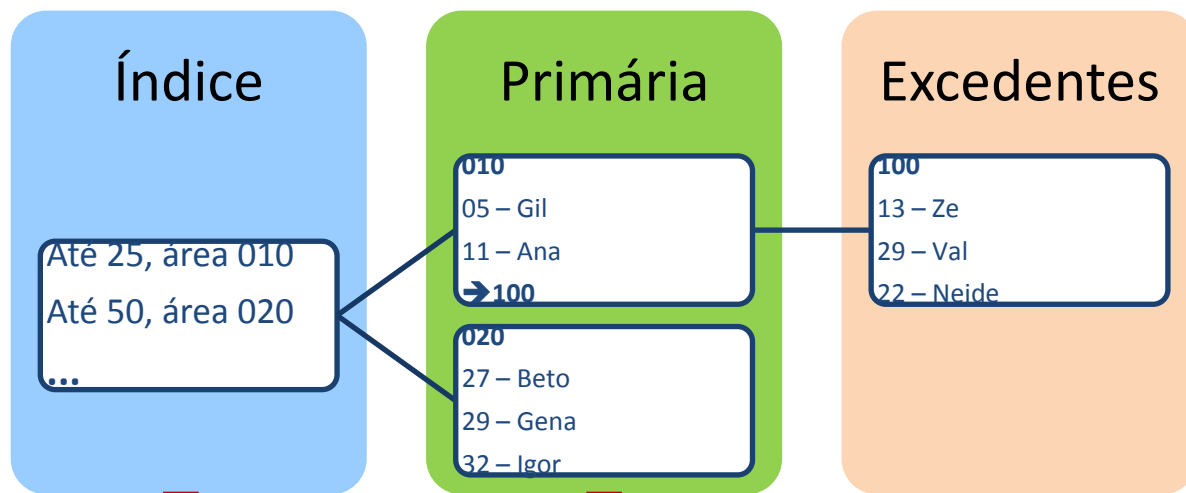 Índice
Até 25, área 010
Até 50, área 020
...
Primária
010
05 – Gil
11 – Ana
➔100
020
27 – Beto
29 – Gena
32 – Igor
Excedentes
100
13 – Ze
29 – Val
22 – Neide